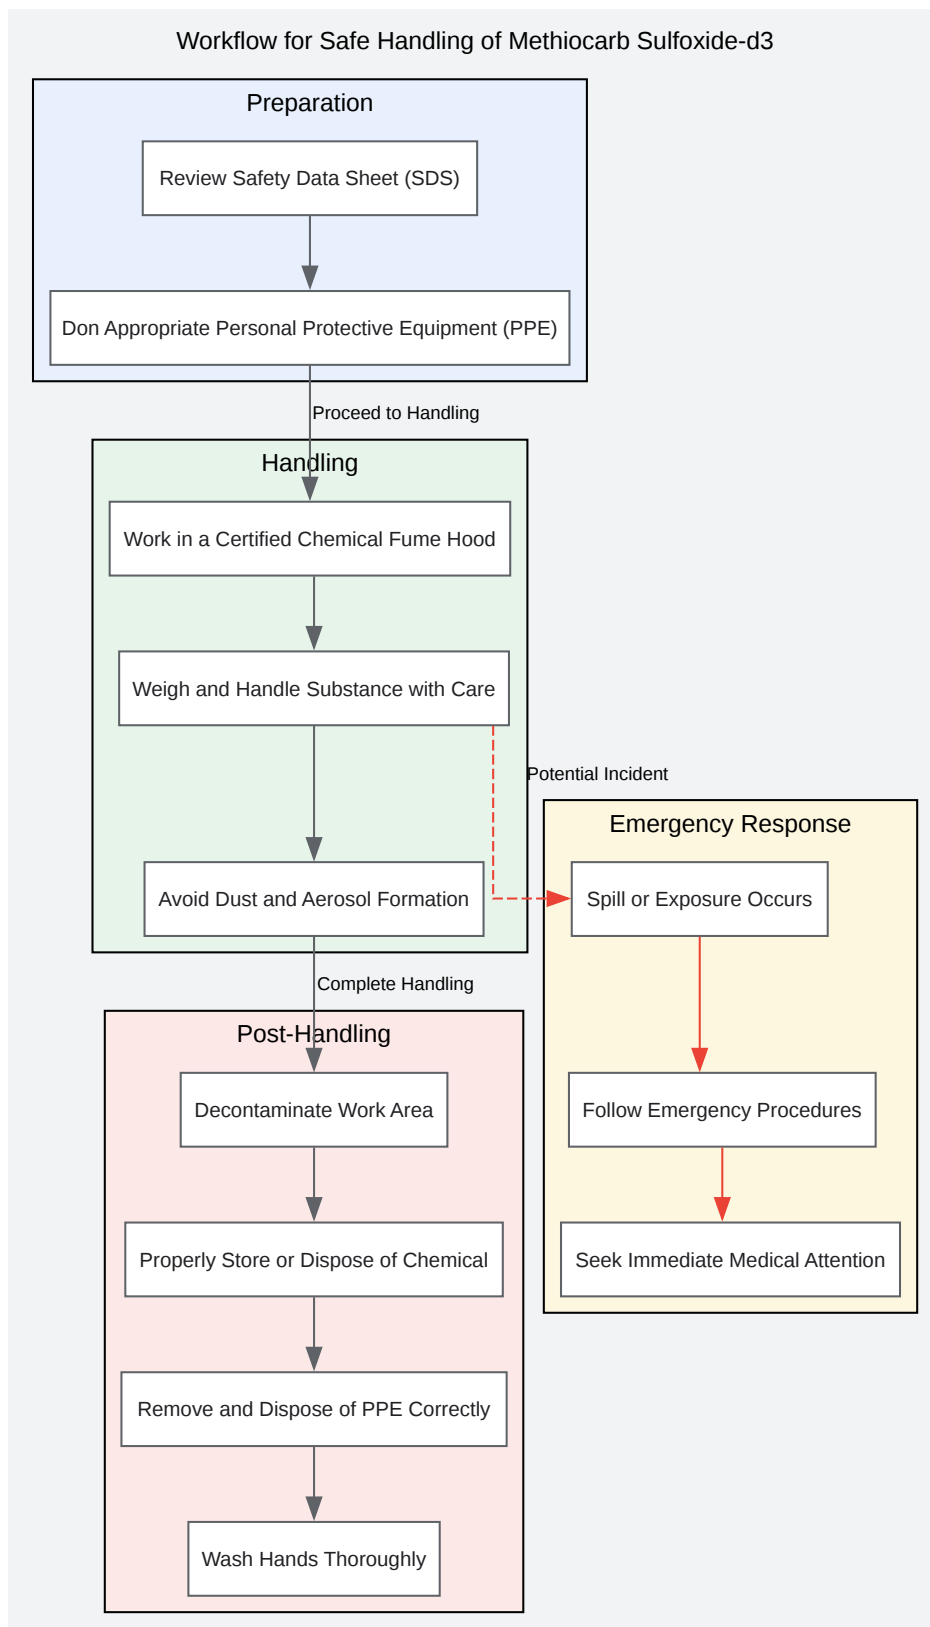 Workflow for Safe Handling of Methiocarb Sulfoxide-d3
Preparation
Review Safety Data Sheet (SDS)
Don Appropriate Personal Protective Equipment (PPE)
Proceed to Handling
Handling
Work in a Certified Chemical Fume Hood
Weigh and Handle Substance with Care
Potential Incident
Avoid Dust and Aerosol Formation
Emergency Response
Spill or Exposure Occurs
Follow Emergency Procedures
Seek Immediate Medical Attention
Complete Handling
Post-Handling
Decontaminate Work Area
Properly Store or Dispose of Chemical
Remove and Dispose of PPE Correctly
Wash Hands Thoroughly